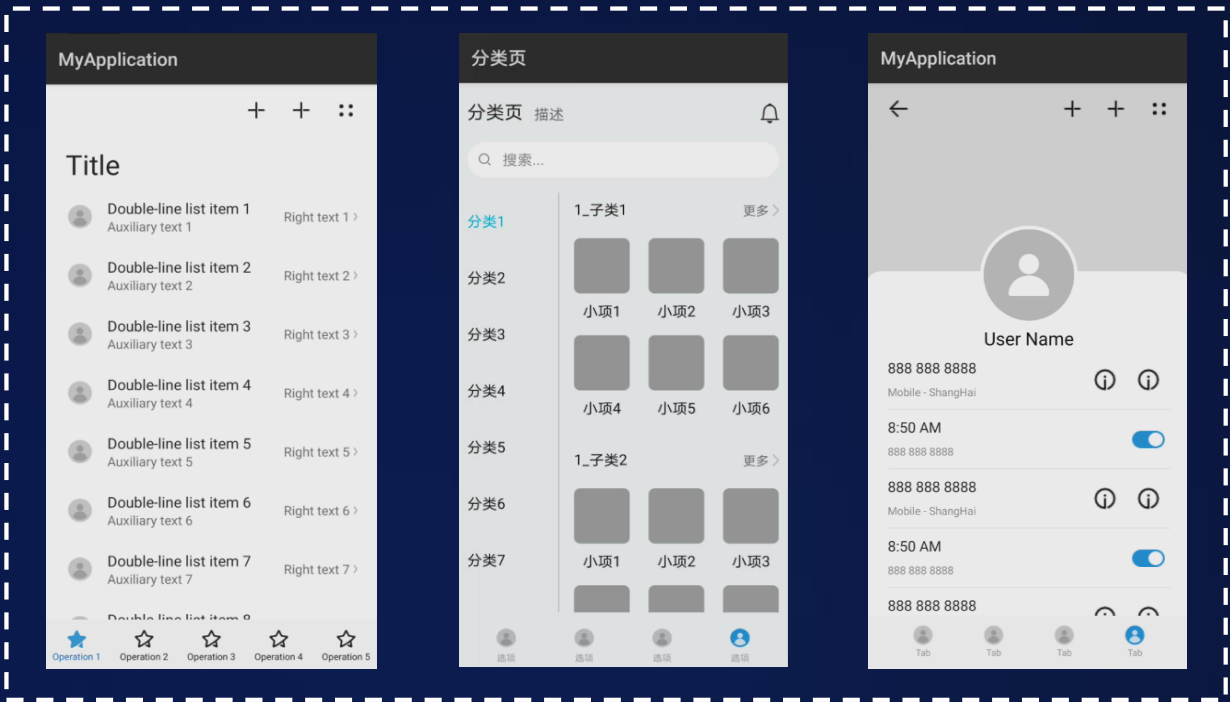 MyApplication
Title
Double-line list item 1
Auxiliary text 1
Right text 1
Double-line list item 2
Auxiliary text 2
Right text 2
Double-line list item 3
Auxiliary text 3
Right text 3
Double-line list item 4
Auxiliary text 4
Right text 4
Double-line list item 5
Auxiliary text 5
Right text 5
Double-line list item 6
Auxiliary text 6
Right text 6
Double-line list item 7
Auxiliary text 7
Right text 7
Double-line list item 8
Operation 1 Operation 2 Operation 3 Operation 4 Operation 5
分类页
分类页 描述
搜索...
分类1
分类2
分类3
分类4
分类5
分类6
分类7
1_子类1 更多
小项1 小项2 小项3
小项4 小项5 小项6
1_子类2 更多
小项1 小项2 小项3
选项 选项 选项 选项
MyApplication
User Name
888 888 8888
Mobile - ShangHai
8:50 AM
888 888 8888
888 888 8888
Mobile - ShangHai
8:50 AM
888 888 8888
888 888 8888
Tab Tab Tab Tab